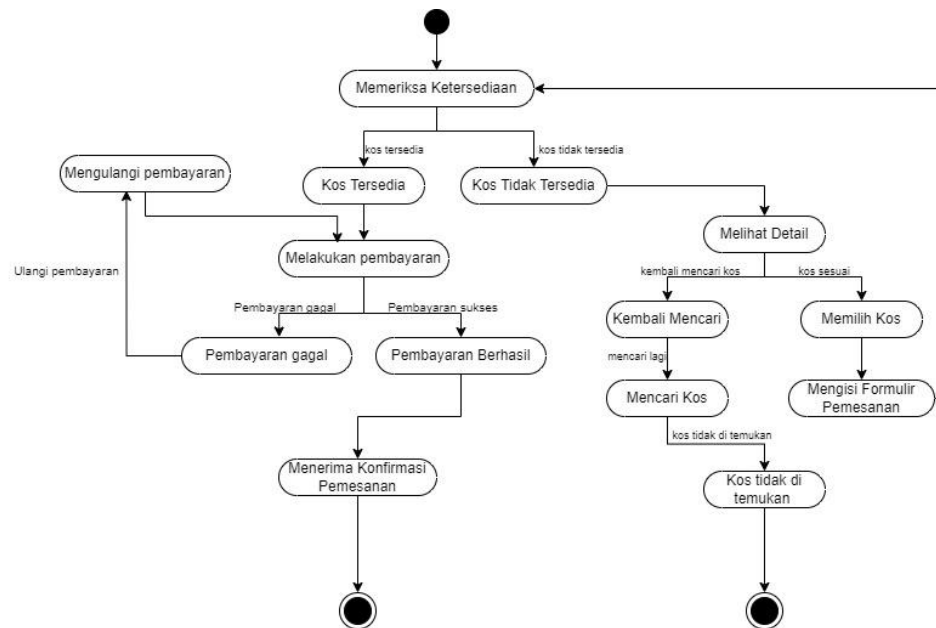 Memeriksa Ketersediaan
kos tersedia
kos tidak tersedia
Mengulangi pembayaran
Kos Tersedia
Kos Tidak Tersedia
Melihat Detail
Melakukan pembayaran
Ulangi pembayaran
kembali mencari kos
kos sesuai
Pembayaran gagal
Pembayaran sukses
Kembali Mencari
Memilih Kos
Pembayaran gagal
Pembayaran Berhasil
mencari lagi
Mencari Kos
Mengisi Formulir
Pemesanan
kos tidak di temukan
Menerima Konfirmasi
Pemesanan
Kos tidak di
temukan